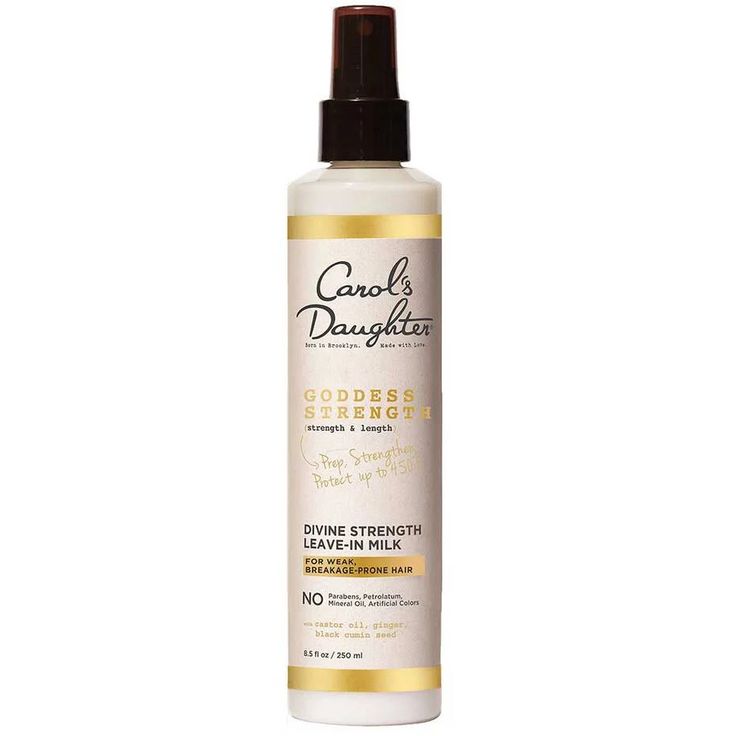 Carol's
Daughter®
Born in Brooklyn. Made with Love.
GODDESS
STRENGTH
(strength & length)
Prep, Strengthen,
Protect up to 450°
DIVINE STRENGTH
LEAVE-IN MILK
FOR WEAK,
BREAKAGE-PRONE HAIR
NO Parabens, Petrolatum,
Mineral Oil, Artificial Colors
with castor oil, ginger,
black cumin seed
8.5 fl oz / 250 ml